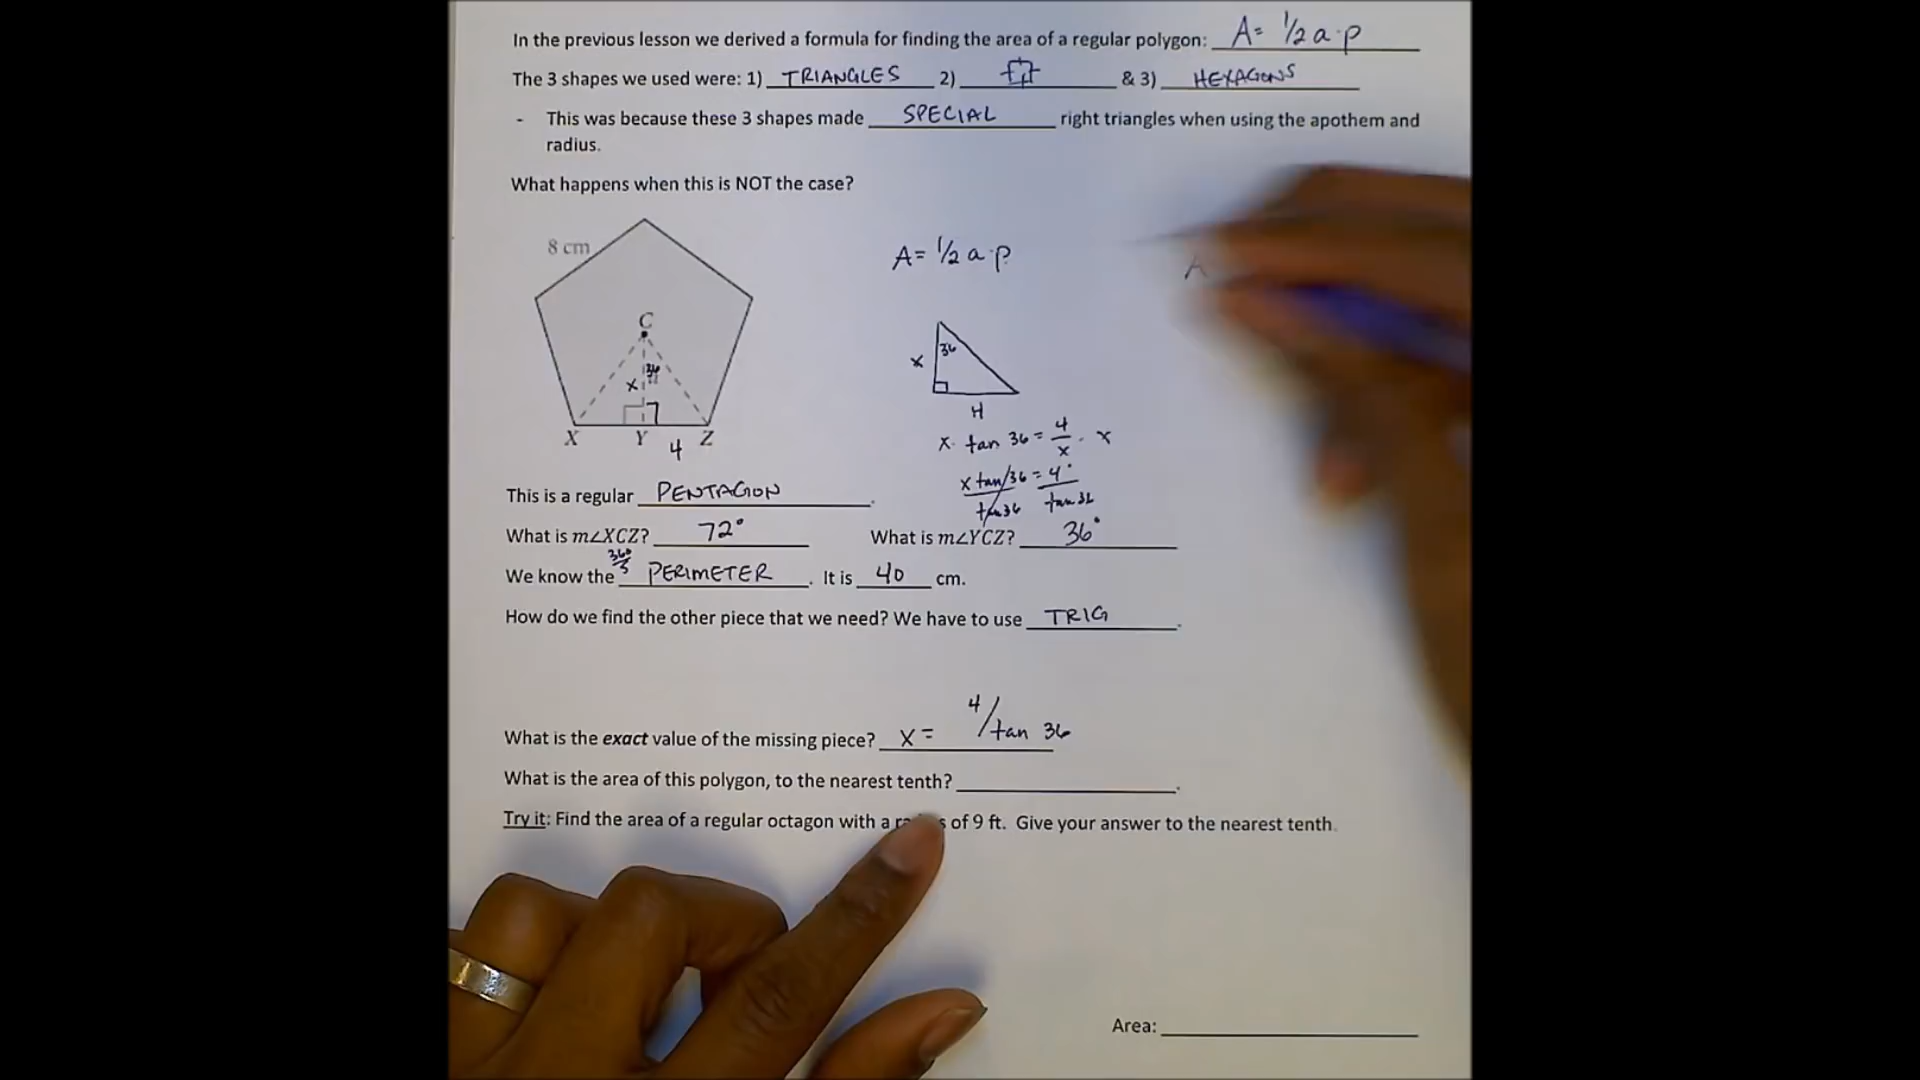 In the previous lesson we derived a formula for finding the area of a regular polygon: A = 1/2 a·p
The 3 shapes we used were: 1) TRIANGLES 2) & 3) HEXAGONS
- This was because these 3 shapes made SPECIAL right triangles when using the apothem and
radius.
What happens when this is NOT the case?
8 cm
A = 1/2 a·p
A
C
36
x
X
Y
Z
4
36
x
H
x· tan 36 = 4/x · x
x tan 36 = 4
tan 36
This is a regular PENTAGON.
What is m∠XCZ? 72° What is m∠YCZ? 36°
360/5
We know the PERIMETER. It is 40 cm.
How do we find the other piece that we need? We have to use TRIG.
What is the exact value of the missing piece? x = 4/tan 36
What is the area of this polygon, to the nearest tenth? .
Try it: Find the area of a regular octagon with a of 9 ft. Give your answer to the nearest tenth.
Area: